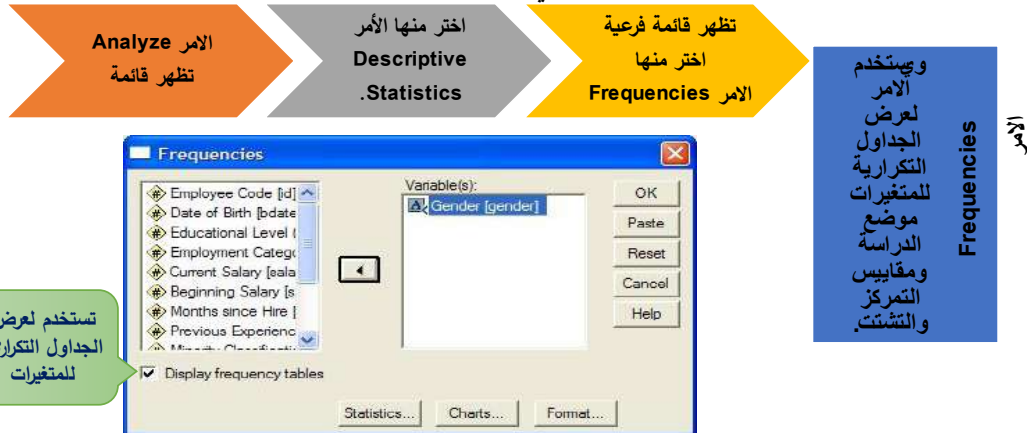 الامر Analyze
تظهر قائمة
اختر منها الأمر
Descriptive
Statistics.
تظهر قائمة فرعية
اختر منها
الامر Frequencies
ويستخدم
الامر
لعرض
الجداول
التكرارية
للمتغيرات
موضع
الدراسة
ومقاييس
التمركز
والتشتت.
الامر
Frequencies
Frequencies
Employee Code [id]
Date of Birth [bdate
Educational Level (
Employment Catego
Current Salary [sala
Beginning Salary [s
Months since Hire [
Previous Experienc
Variable(s):
Gender [gender]
OK
Paste
Reset
Cancel
Help
Display frequency tables
Statistics...
Charts...
Format...
تستخدم لعرض
الجداول التكرار
للمتغيرات